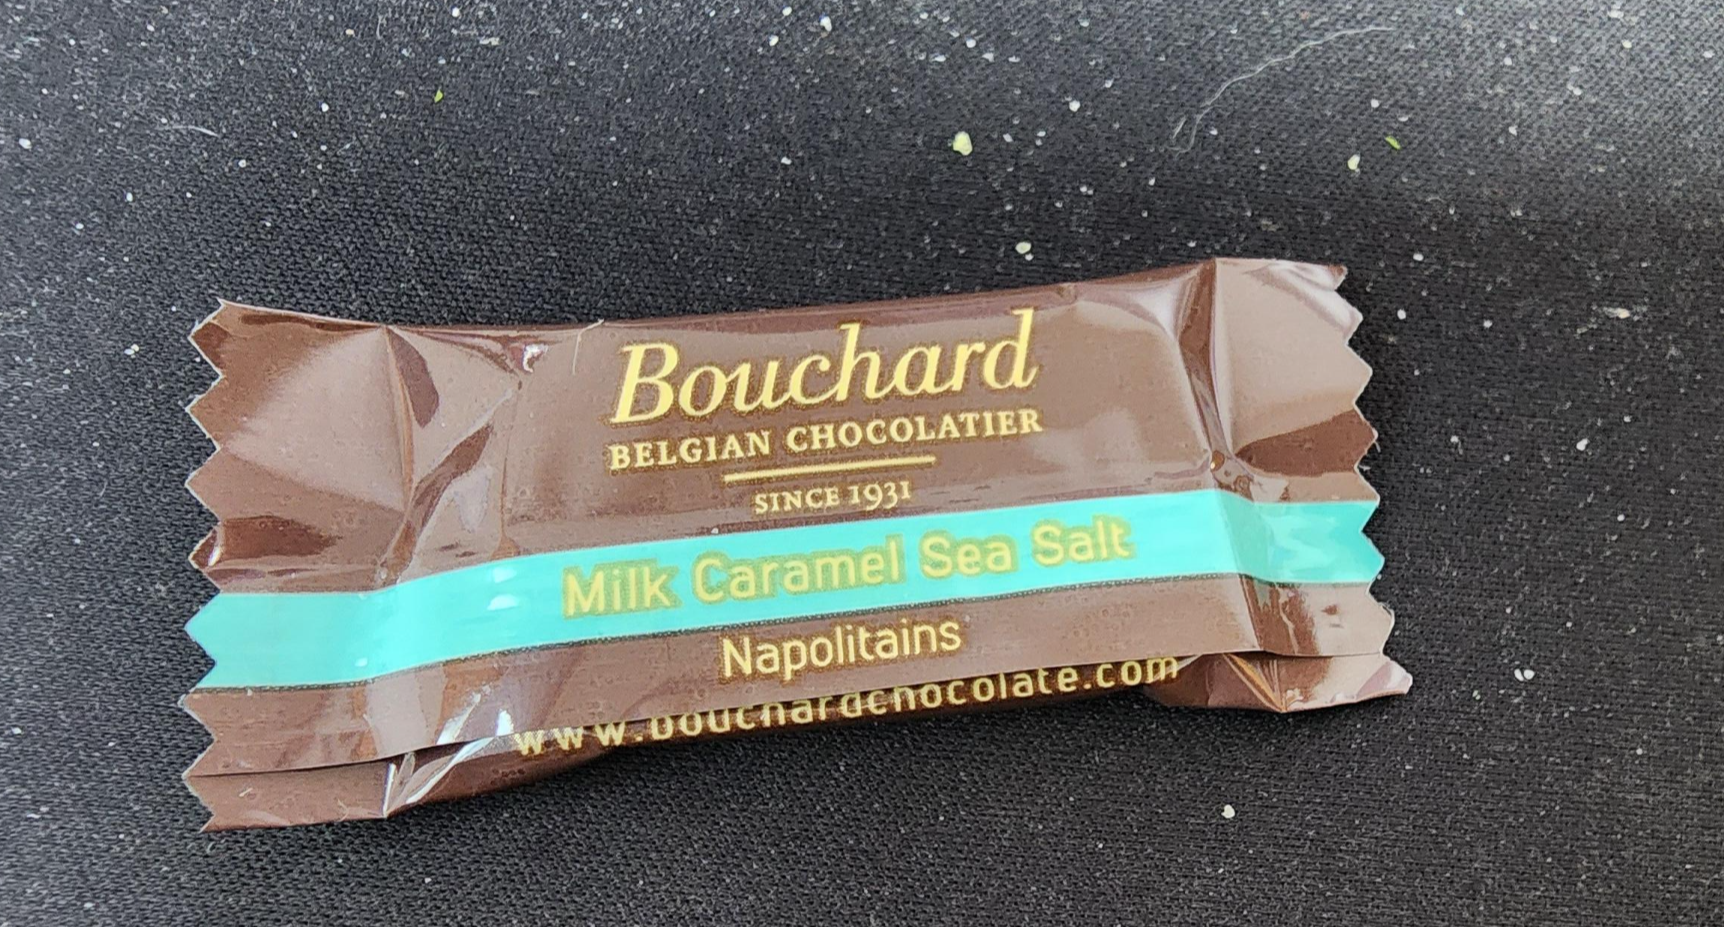 Bouchard
BELGIAN CHOCOLATIER
SINCE 1931
Milk Caramel Sea Salt
Napolitains
www.bouchardchocolate.com